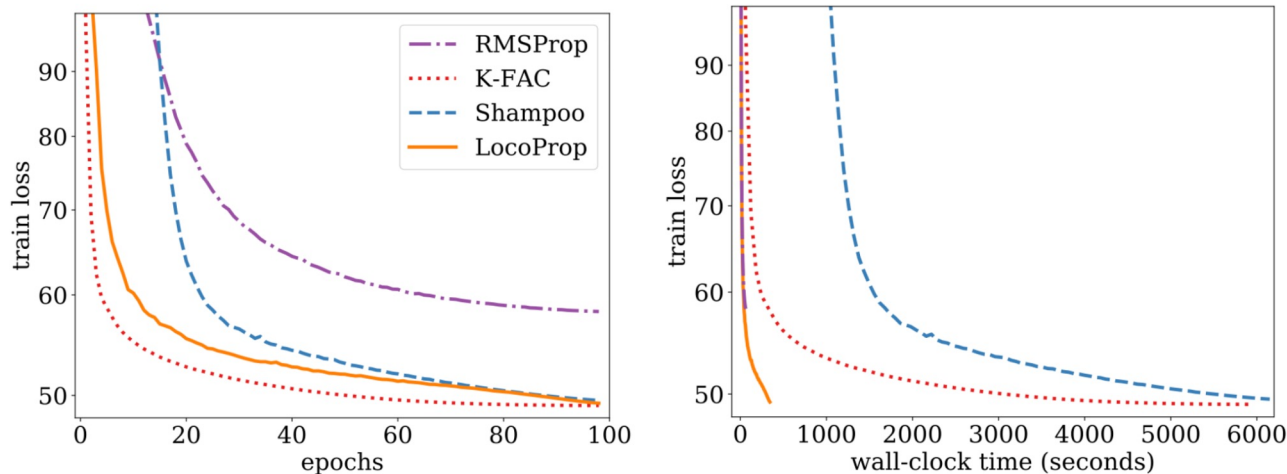 90
80
70
60
50
train loss
0 20 40 60 80 100
epochs
RMSProp
K-FAC
Shampoo
LocoProp
90
80
70
60
50
train loss
0 1000 2000 3000 4000 5000 6000
wall-clock time (seconds)